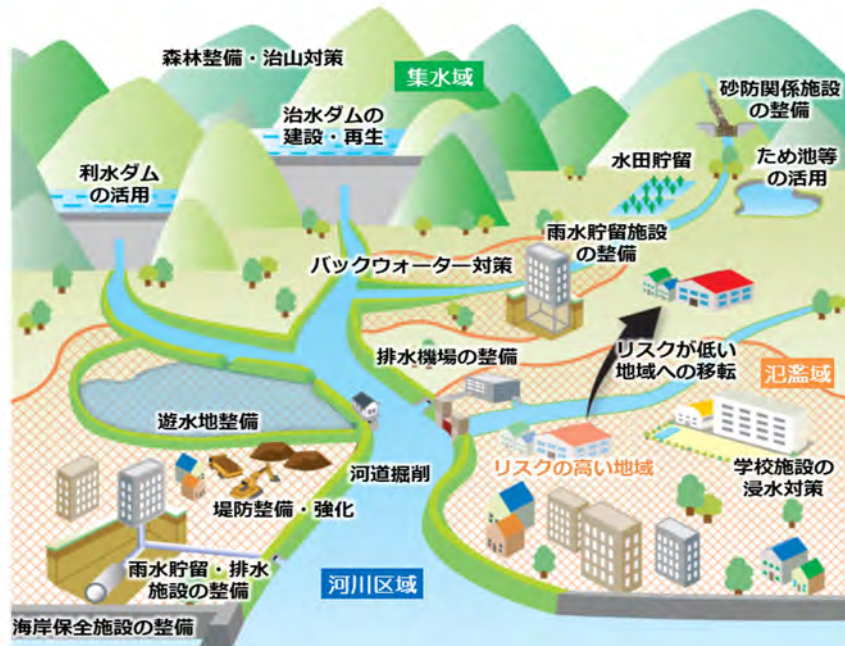 森林整備・治山対策
集水域
砂防関係施設
の整備
治水ダムの
建設・再生
水田貯留
ため池等
の活用
利水ダム
の活用
雨水貯留施設
の整備
バックウォーター対策
排水機場の整備
リスクが低い
地域への移転
氾濫域
遊水地整備
河道掘削
リスクの高い地域
学校施設の
浸水対策
堤防整備・強化
雨水貯留・排水
施設の整備
河川区域
海岸保全施設の整備